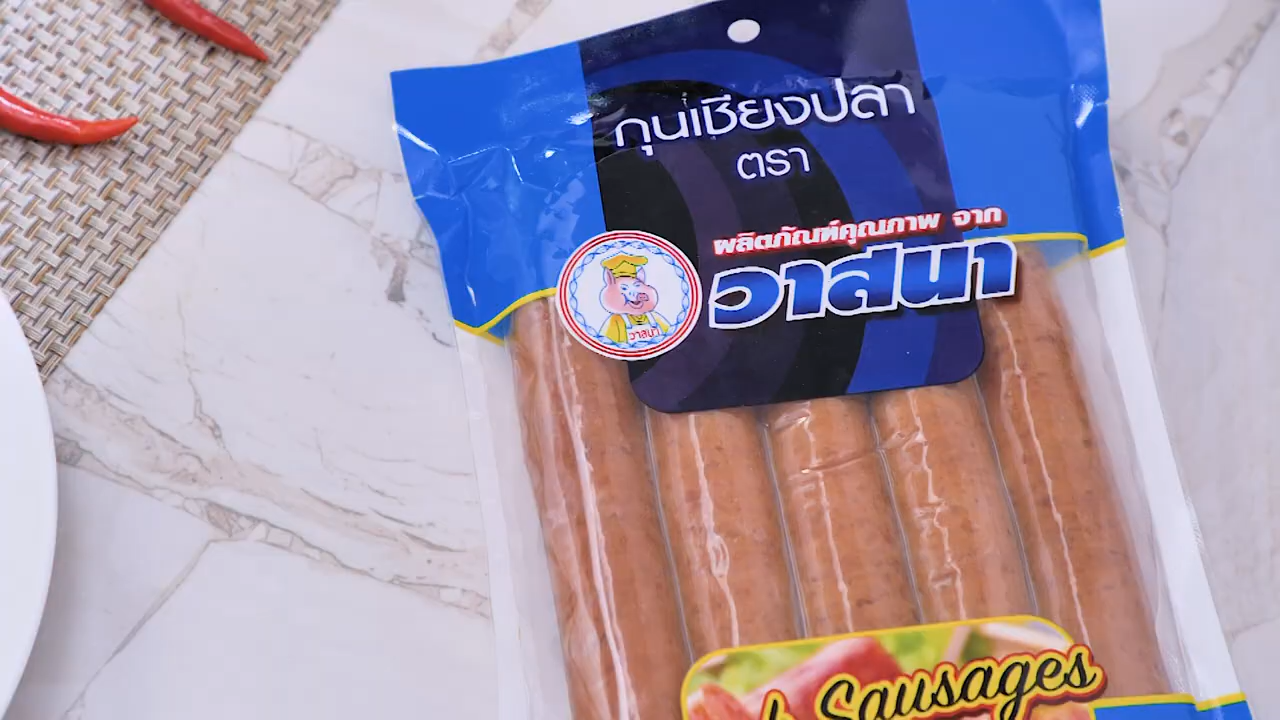 กุนเชียงปลา
ตรา
ผลิตภัณฑ์คุณภาพ จาก
วาสนา
วาสนา
Sausages